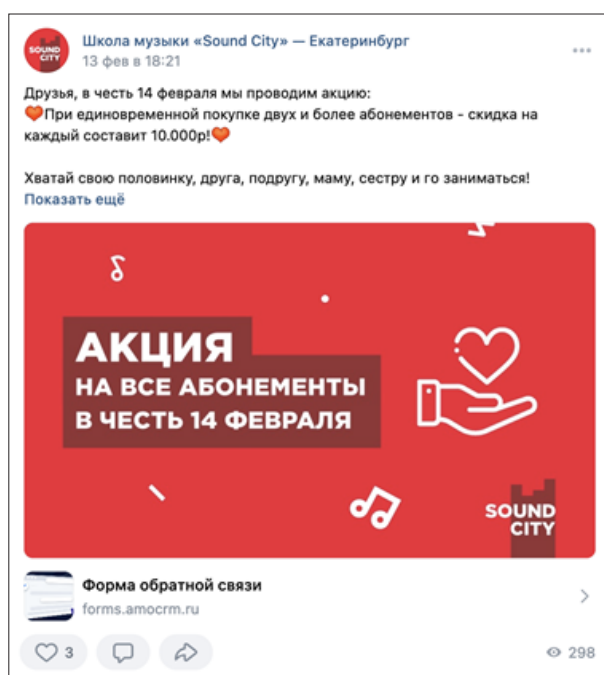 SOUND
CITY
Школа музыки «Sound City» — Екатеринбург
13 фев в 18:21
Друзья, в честь 14 февраля мы проводим акцию:
❤️При единовременной покупке двух и более абонементов - скидка на
каждый составит 10.000р!❤️
Хватай свою половинку, друга, подругу, маму, сестру и го заниматься!
Показать ещё
АКЦИЯ
НА ВСЕ АБОНЕМЕНТЫ
В ЧЕСТЬ 14 ФЕВРАЛЯ
SOUND
CITY
Форма обратной связи
forms.amocrm.ru
3
298